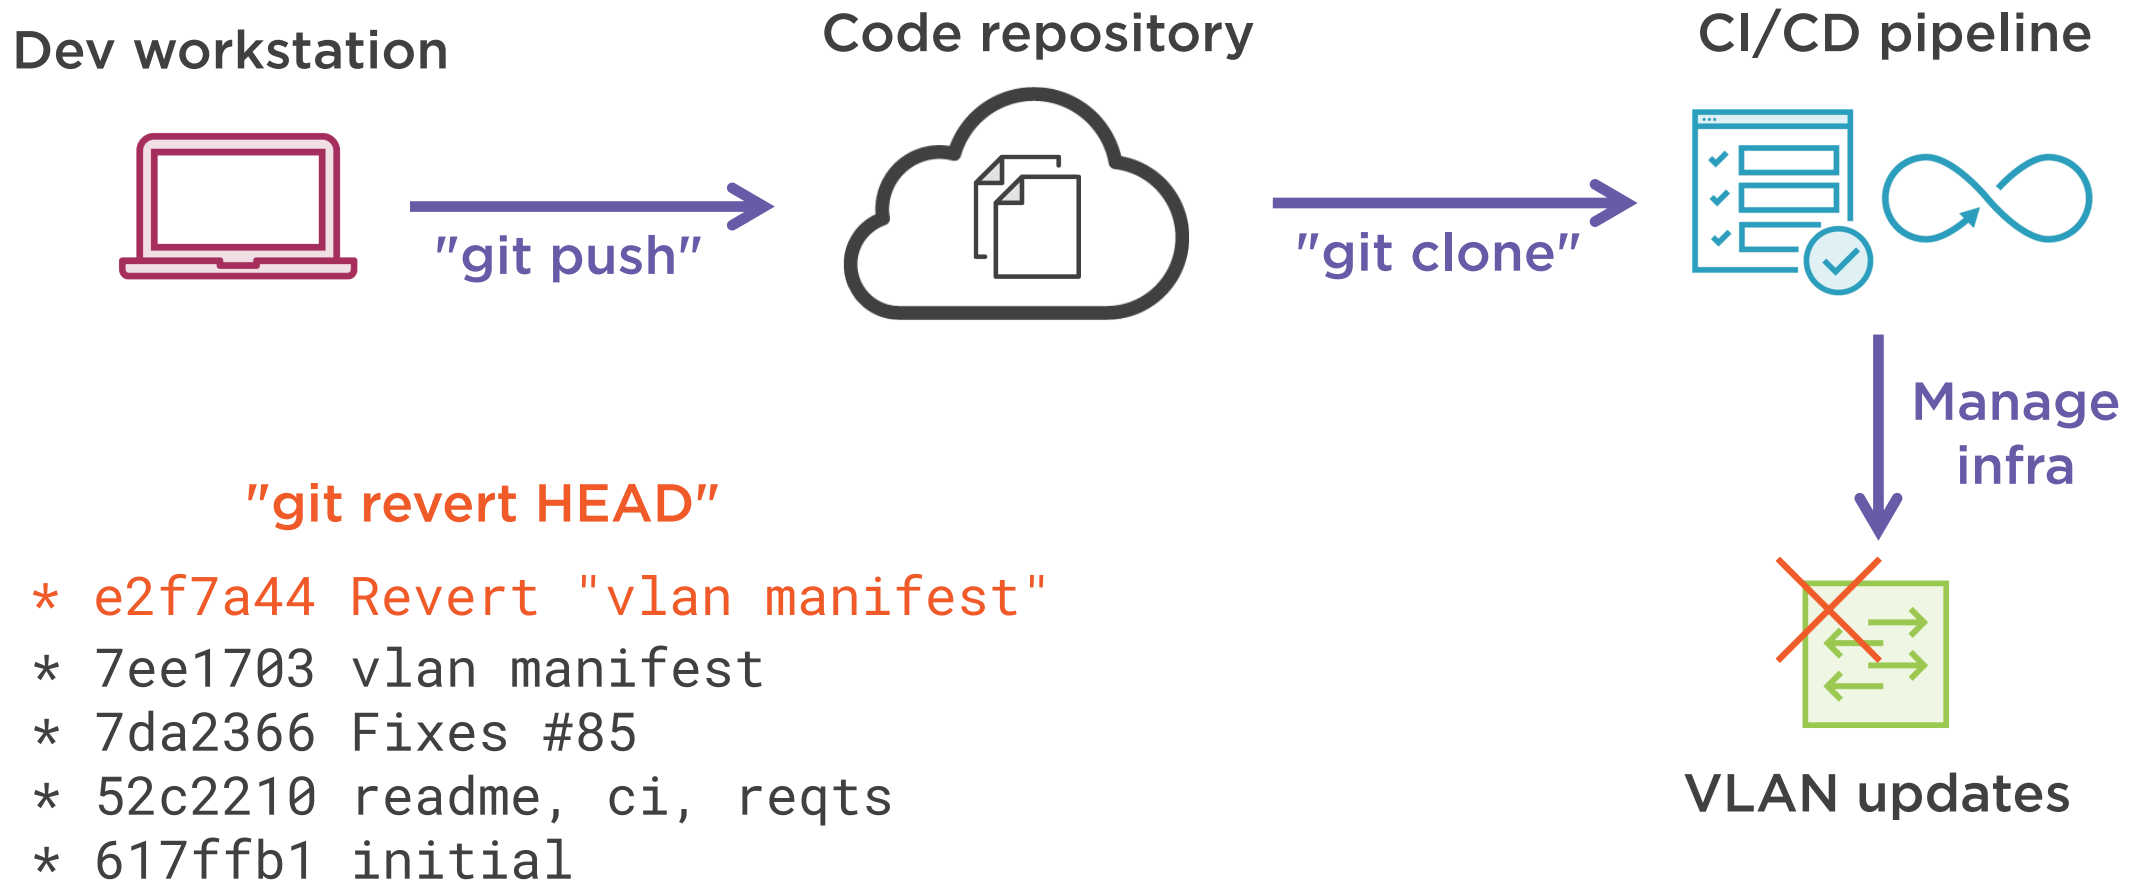 Dev workstation
Code repository
CI/CD pipeline
"git push"
"git clone"
Manage
infra
"git revert HEAD"
* e2f7a44 Revert "vlan manifest"
* 7ee1703 vlan manifest
* 7da2366 Fixes #85
* 52c2210 readme, ci, reqts
* 617ffb1 initial
VLAN updates